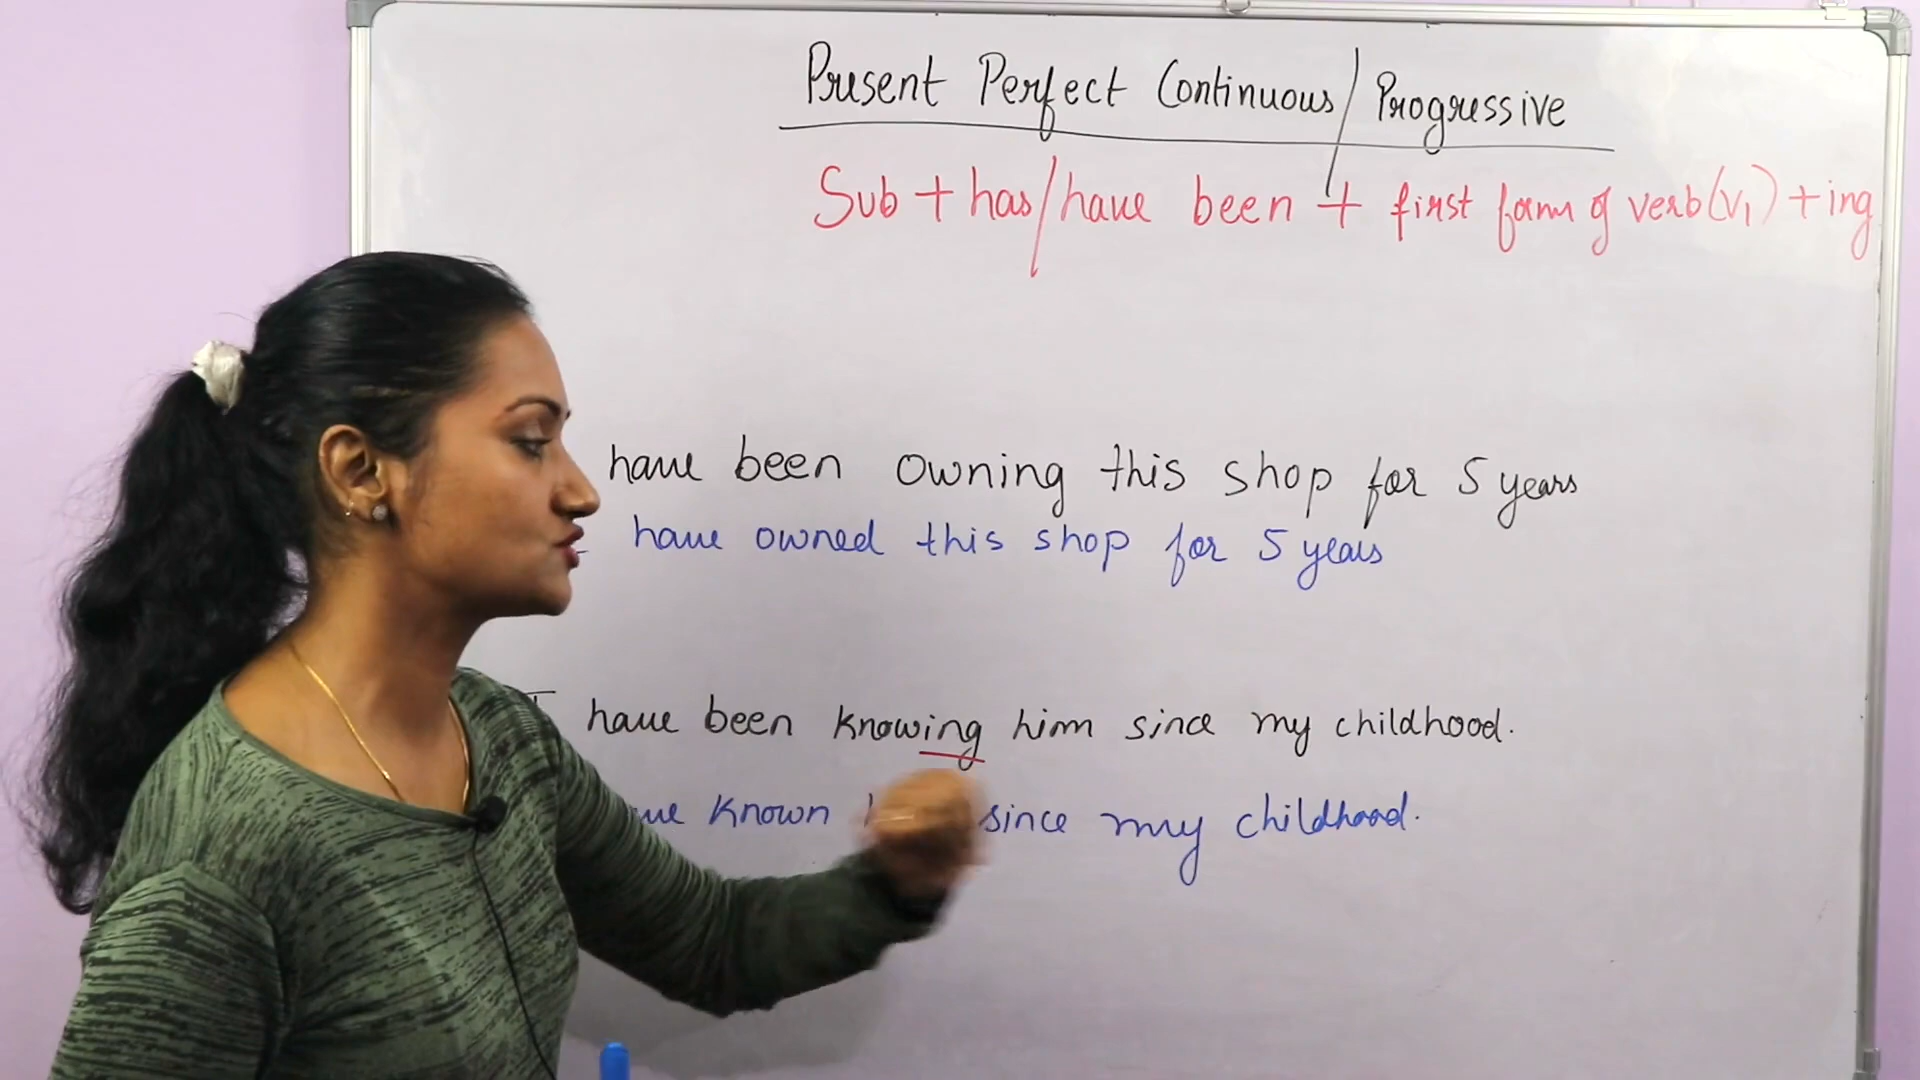 Present Perfect Continuous/Progressive
Sub + has/have been + first form of verb (V1) + ing
have been owning this shop for 5 years
have owned this shop for 5 years
I have been knowing him since my childhood.
known since my childhood.